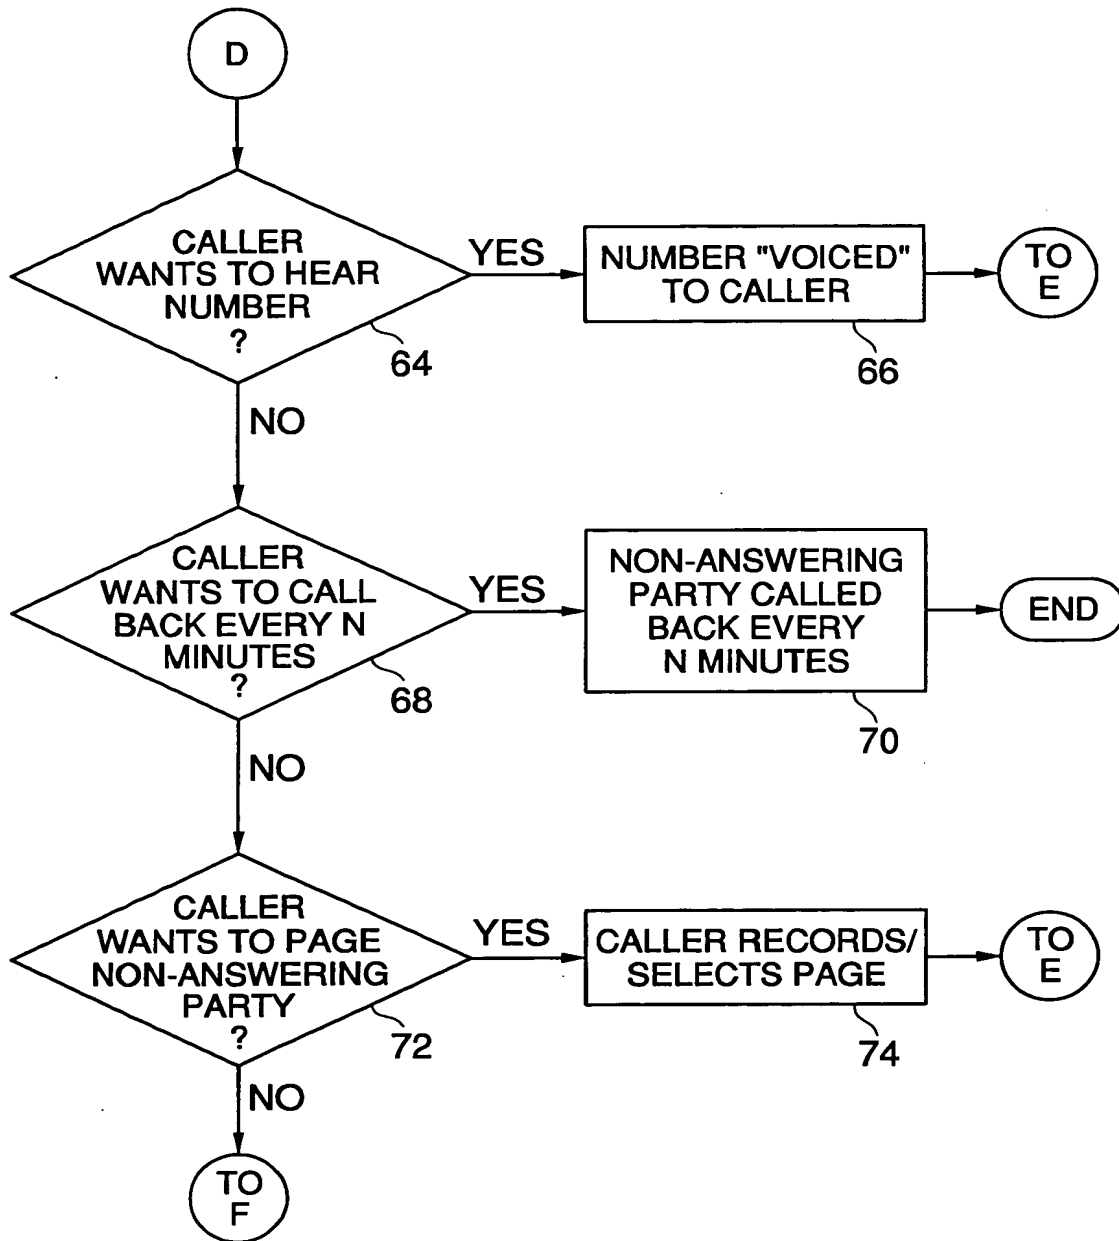 D
CALLER
WANTS TO HEAR
NUMBER
?
64
YES
NUMBER "VOICED"
TO CALLER
66
TO
E
NO
CALLER
WANTS TO CALL
BACK EVERY N
MINUTES
?
68
YES
NON-ANSWERING
PARTY CALLED
BACK EVERY
N MINUTES
70
END
NO
CALLER
WANTS TO PAGE
NON-ANSWERING
PARTY
?
72
YES
CALLER RECORDS/
SELECTS PAGE
74
TO
E
NO
TO
F